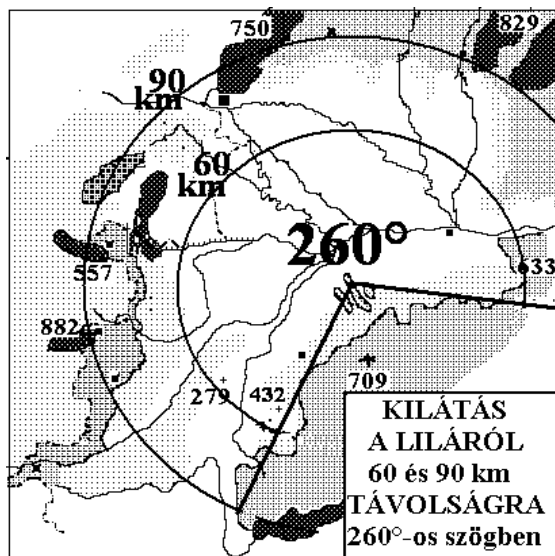 750
829
90
km
60
km
260°
633
557
882
279
432
709
KILÁTÁS
A LILÁRÓL
60 és 90 km
TÁVOLSÁGRA
260°-os szögben